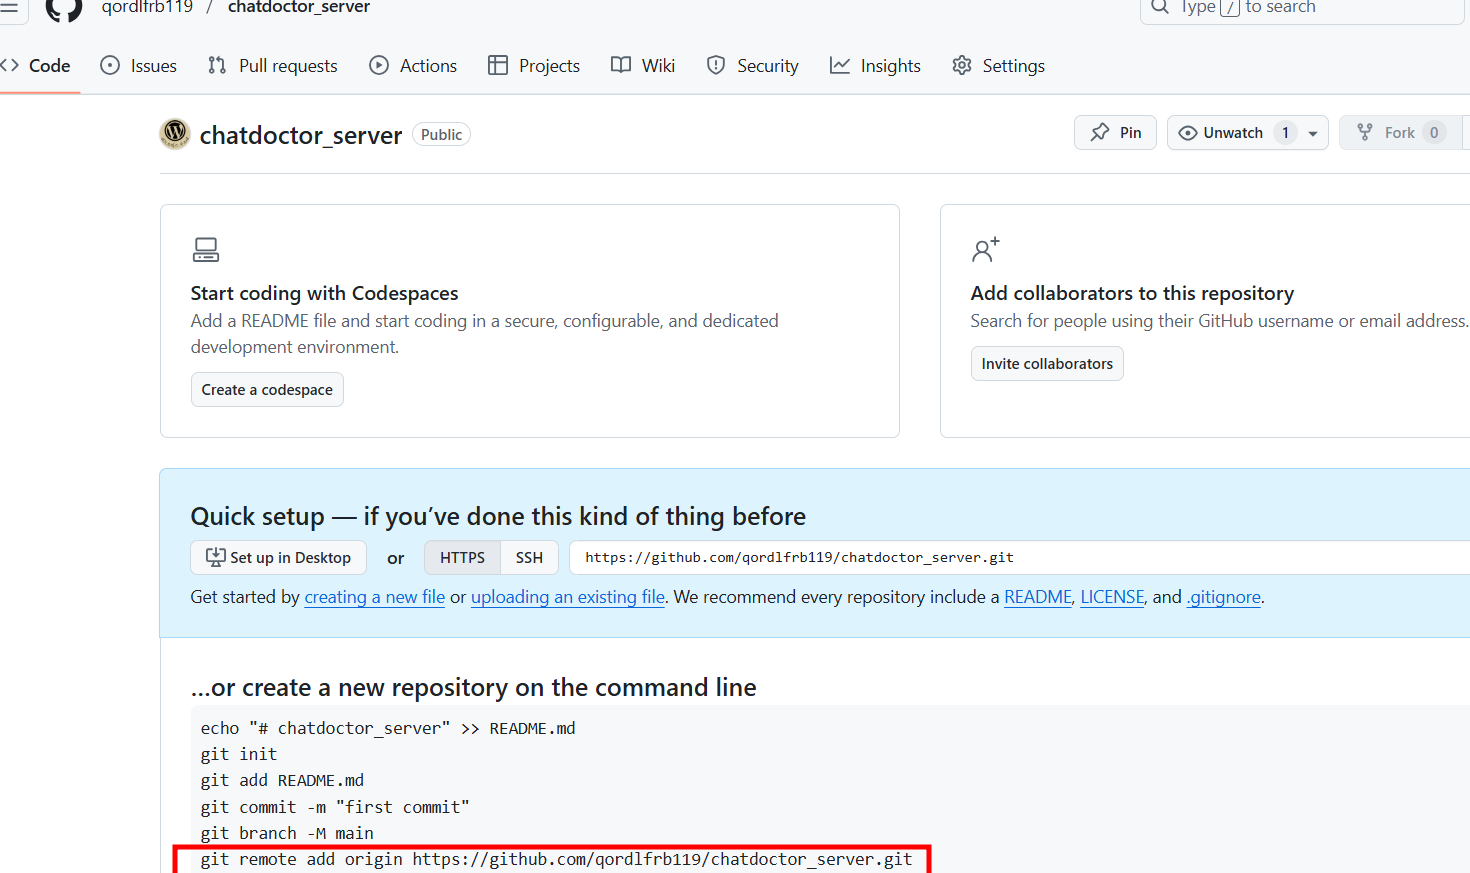 qordlfrb119 / chatdoctor_server
Type / to search
Code Issues Pull requests Actions Projects Wiki Security Insights Settings
chatdoctor_server Public
Pin Unwatch 1 Fork 0
Start coding with Codespaces
Add a README file and start coding in a secure, configurable, and dedicated
development environment.
Create a codespace
Add collaborators to this repository
Search for people using their GitHub username or email address.
Invite collaborators
Quick setup — if you’ve done this kind of thing before
Set up in Desktop or HTTPS SSH https://github.com/qordlfrb119/chatdoctor_server.git
Get started by creating a new file or uploading an existing file. We recommend every repository include a README, LICENSE, and .gitignore.
...or create a new repository on the command line
echo "# chatdoctor_server" >> README.md
git init
git add README.md
git commit -m "first commit"
git branch -M main
git remote add origin https://github.com/qordlfrb119/chatdoctor_server.git